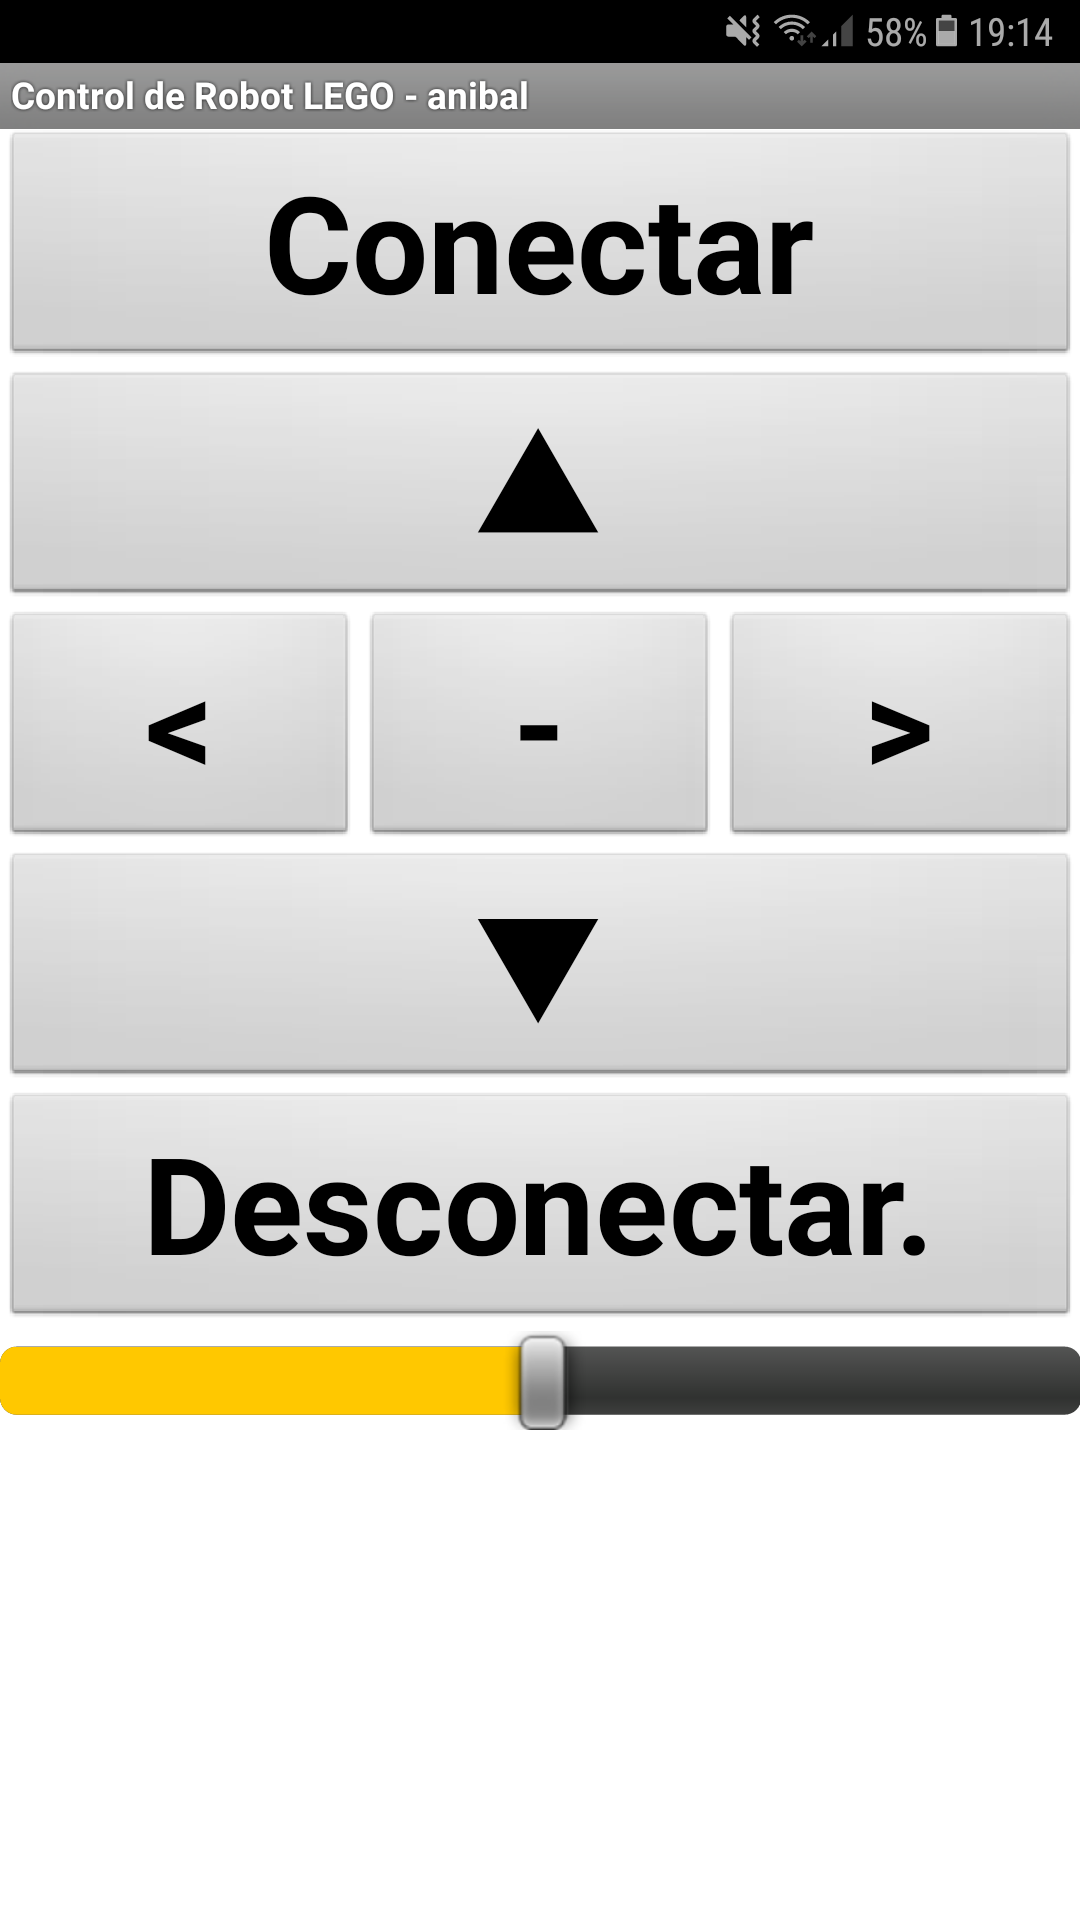 58% 19:14
Control de Robot LEGO - anibal
Conectar
▲
< - >
▼
Desconectar.